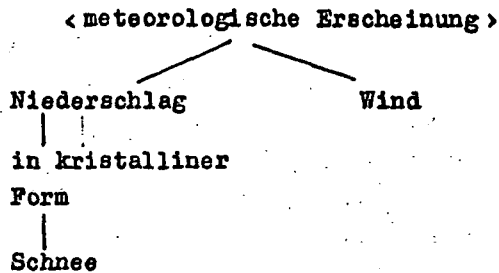 <meteorologische Erscheinung>
Niederschlag Wind
in kristalliner
Form
Schnee